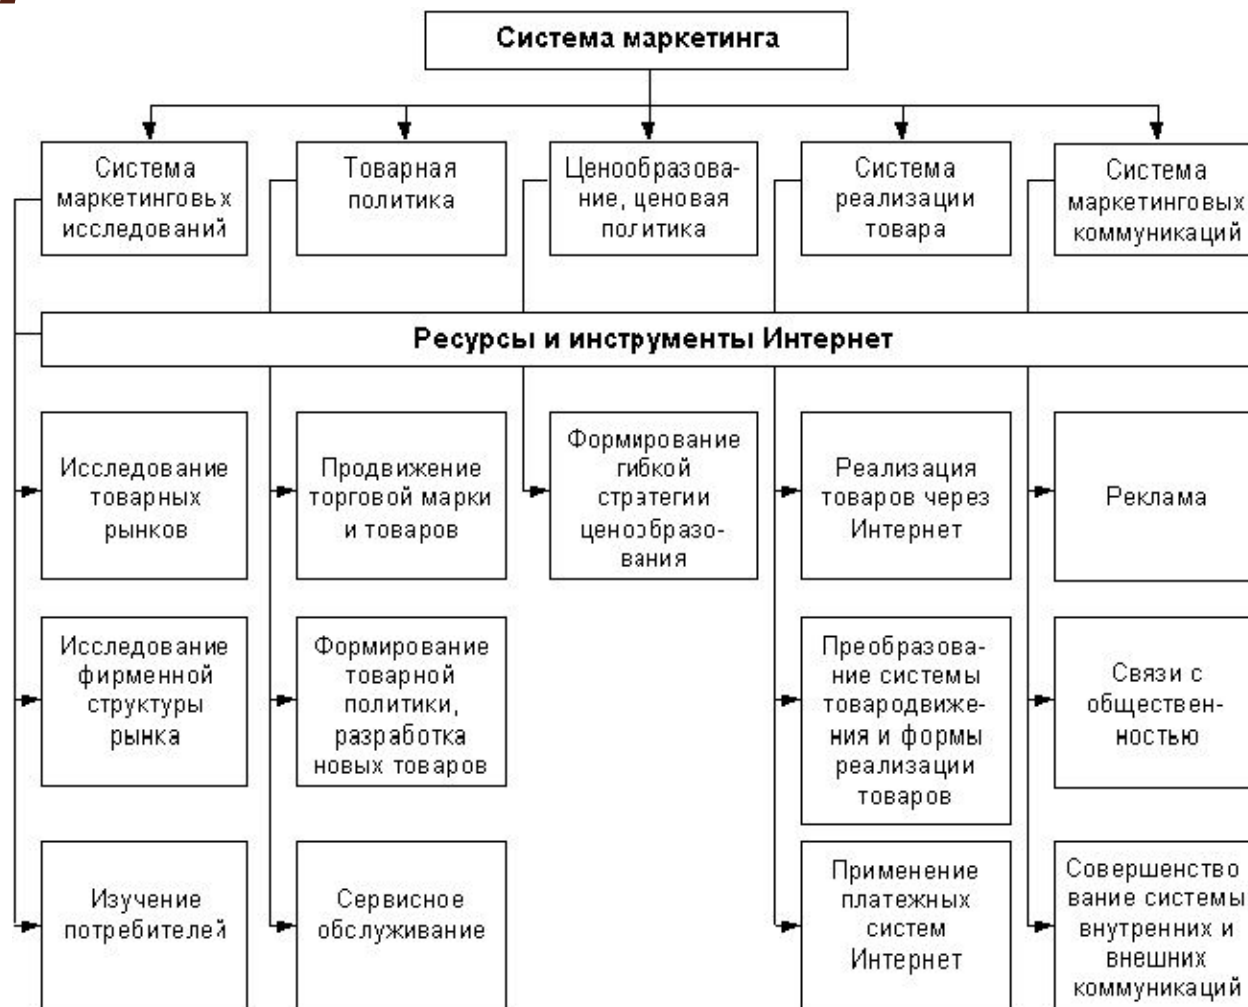 Система маркетинга
Система
маркетинговых
исследований
Товарная
политика
Ценообразова-
ние, ценовая
политика
Система
реализации
товара
Система
маркетинговых
коммуникаций
Ресурсы и инструменты Интернет
Исследование
товарных
рынков
Продвижение
торговой марки
и товаров
Формирование
гибкой
стратегии
ценообразо-
вания
Реализация
товаров через
Интернет
Реклама
Исследование
фирменной
структуры
рынка
Формирование
товарной
политики,
разработка
новых товаров
Преобразова-
ние системы
товародвиже-
ния и формы
реализации
товаров
Связи с
обществен-
ностью
Изучение
потребителей
Сервисное
обслуживание
Применение
платежных
систем
Интернет
Совершенство
вание системы
внутренних и
внешних
коммуникаций